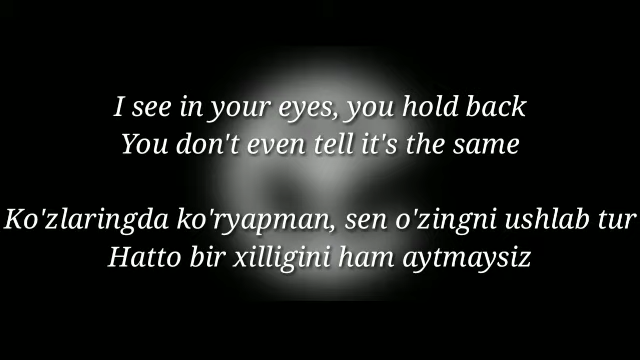 I see in your eyes, you hold back
You don't even tell it's the same
Ko'zlaringda ko'ryapman, sen o'zingni ushlab tur
Hatto bir xilligini ham aytmaysiz